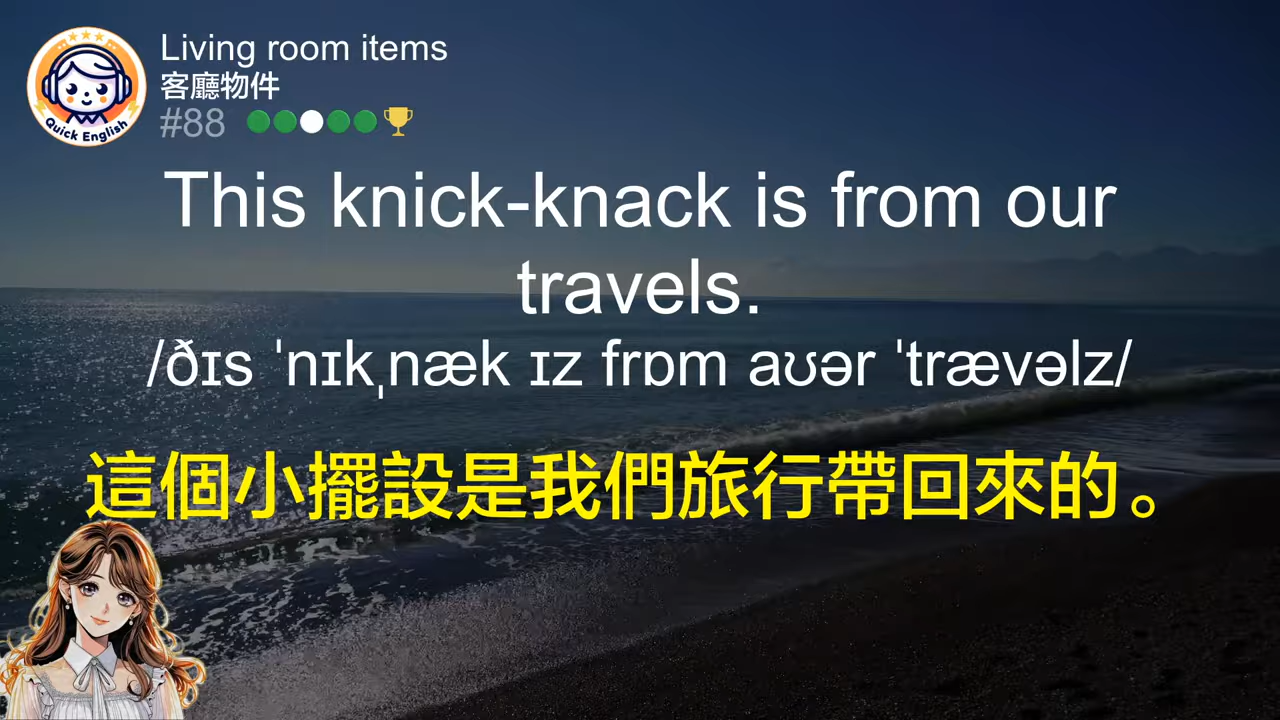 Quick English
Living room items
客廳物件
#88
This knick-knack is from our
travels.
/ðɪs ˈnɪkˌnæk ɪz frɒm aʊər ˈtrævəlz/
這個小擺設是我們旅行帶回來的。